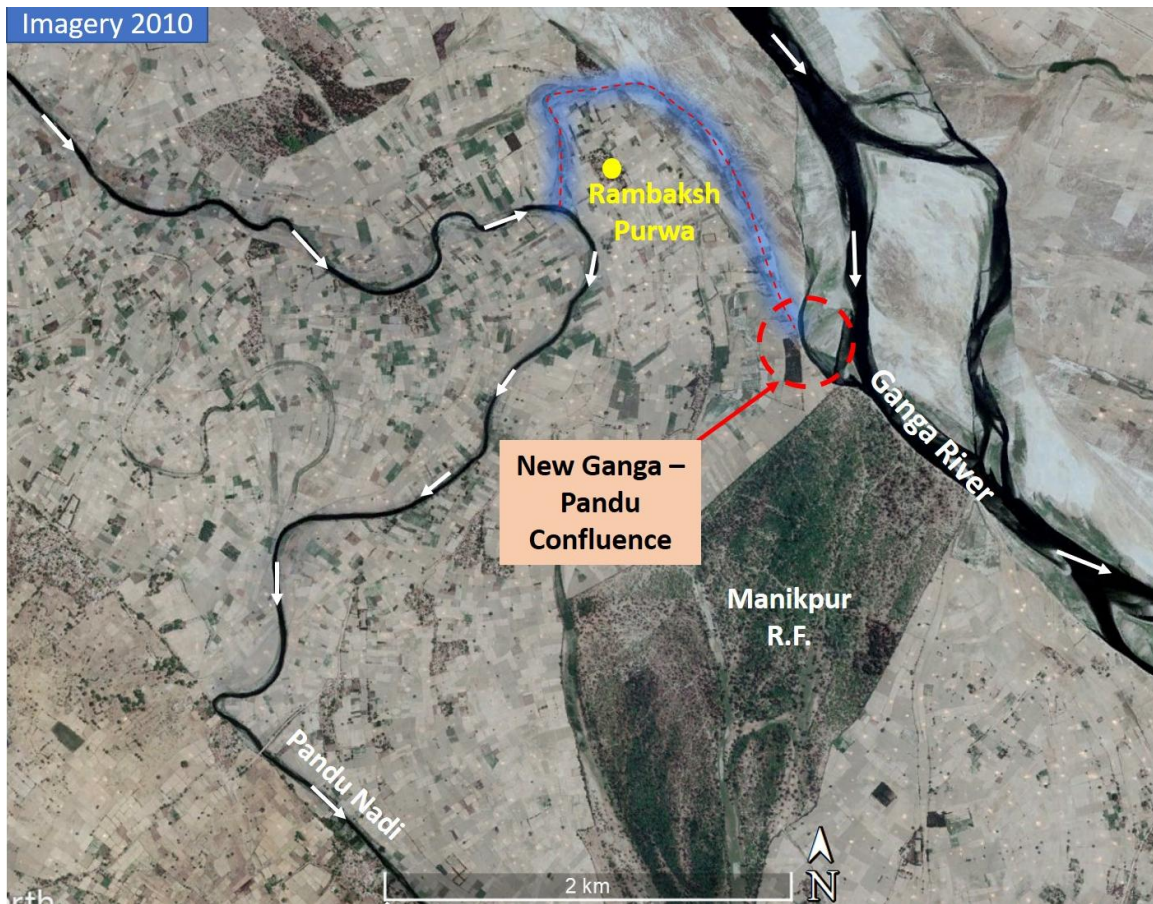 Imagery 2010
Rambaksh
Purwa
Ganga River
New Ganga –
Pandu
Confluence
Manikpur
R.F.
Pandu Nadi
2 km
N